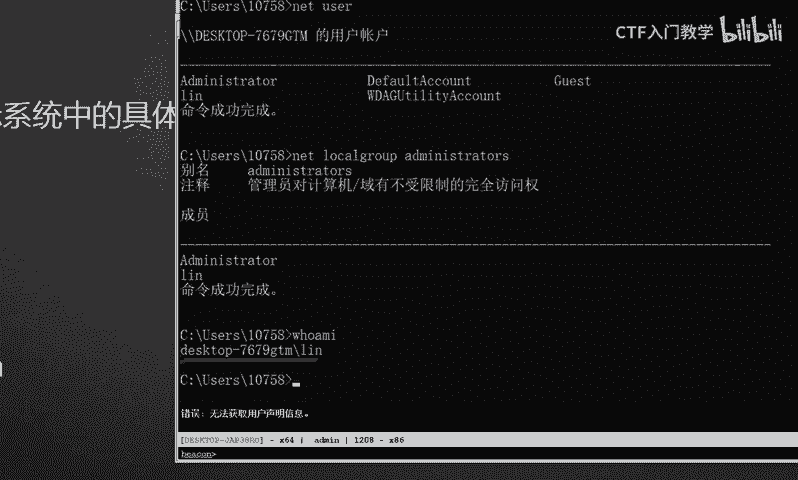 C:\Users\10758>net user
\\DESKTOP-7679GTM 的用户帐户
CTF入门教学 bilibili
-------------------------------------------------------------------------------
Administrator DefaultAccount Guest
lin WDAGUtilityAccount
命令成功完成。
系统中的具体
C:\Users\10758>net localgroup administrators
别名 administrators
注释 管理员对计算机/域有不受限制的完全访问权
成员
-------------------------------------------------------------------------------
Administrator
lin
命令成功完成。
C:\Users\10758>whoami
desktop-7679gtm\lin
C:\Users\10758>
错误: 无法获取用户声明信息。
[DESKTOP-JAP38RU] - x64 | admin | 1208 - x86
beacon>